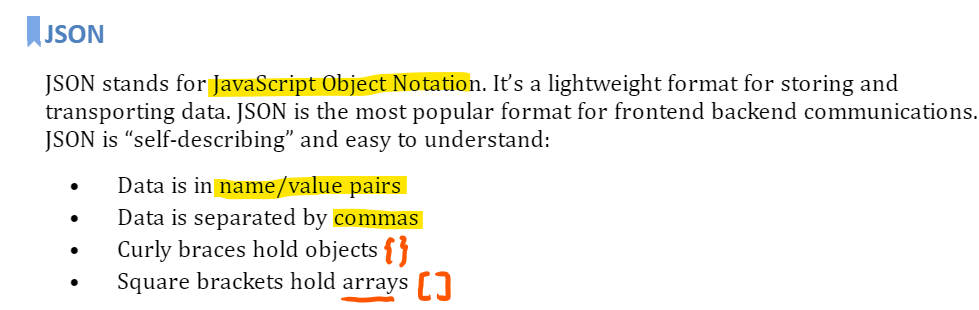 JSON
JSON stands for JavaScript Object Notation. It's a lightweight format for storing and
transporting data. JSON is the most popular format for frontend backend communications.
JSON is “self-describing” and easy to understand:
• Data is in name/value pairs
• Data is separated by commas
• Curly braces hold objects {}
• Square brackets hold arrays []